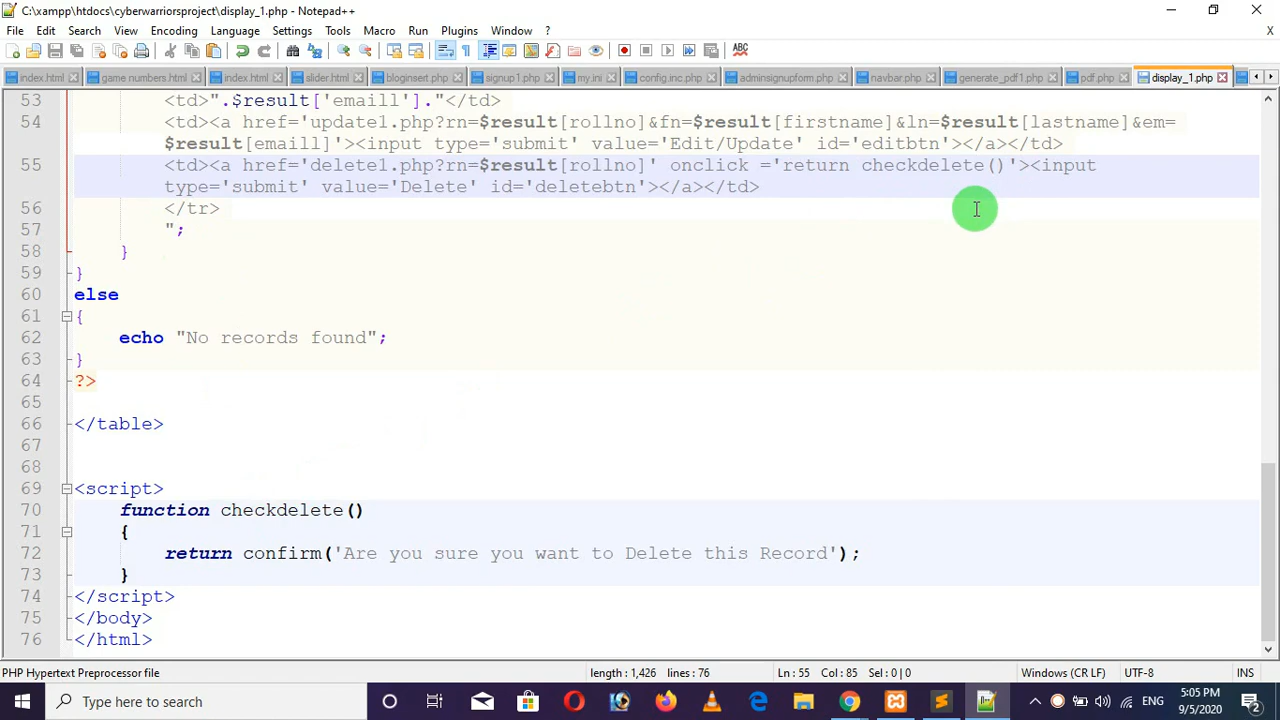 C:\xampp\htdocs\cyberwarriorsproject\display_1.php - Notepad++
File Edit Search View Encoding Language Settings Tools Macro Run Plugins Window ? X
index.html game numbers.html index.html slider.html bloginsert.php signup1.php my.ini config.inc.php adminsignupform.php navbar.php generate_pdf1.php pdf.php display_1.php
53 <td>".$result['emaill']."</td>
54 <td><a href='update1.php?rn=$result[rollno]&fn=$result[firstname]&ln=$result[lastname]&em=
$result[emaill]'><input type='submit' value='Edit/Update' id='editbtn'></a></td>
55 <td><a href='delete1.php?rn=$result[rollno]' onclick ='return checkdelete()'><input
type='submit' value='Delete' id='deletebtn'></a></td>
56 </tr>
57 ";
58 }
59 }
60 else
61 {
62 echo "No records found";
63 }
64 ?>
65
66 </table>
67
68
69 <script>
70 function checkdelete()
71 {
72 return confirm('Are you sure you want to Delete this Record');
73 }
74 </script>
75 </body>
76 </html>
PHP Hypertext Preprocessor file length : 1,426 lines : 76 Ln : 55 Col : 85 Sel : 0 | 0 Windows (CR LF) UTF-8 INS
Type here to search ENG 5:05 PM
9/5/2020 2